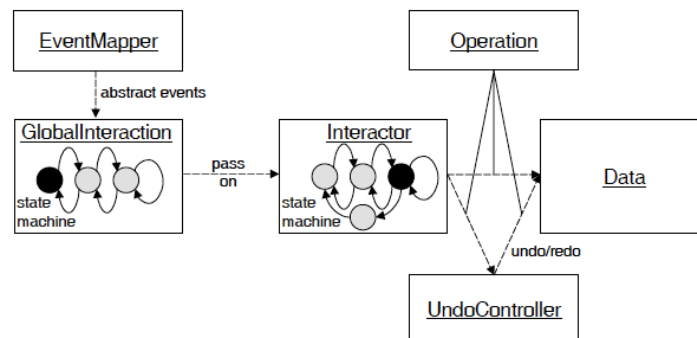 EventMapper
Operation
abstract events
GlobalInteraction
state
machine
pass
on
Interactor
state
machine
Data
undo/redo
UndoController